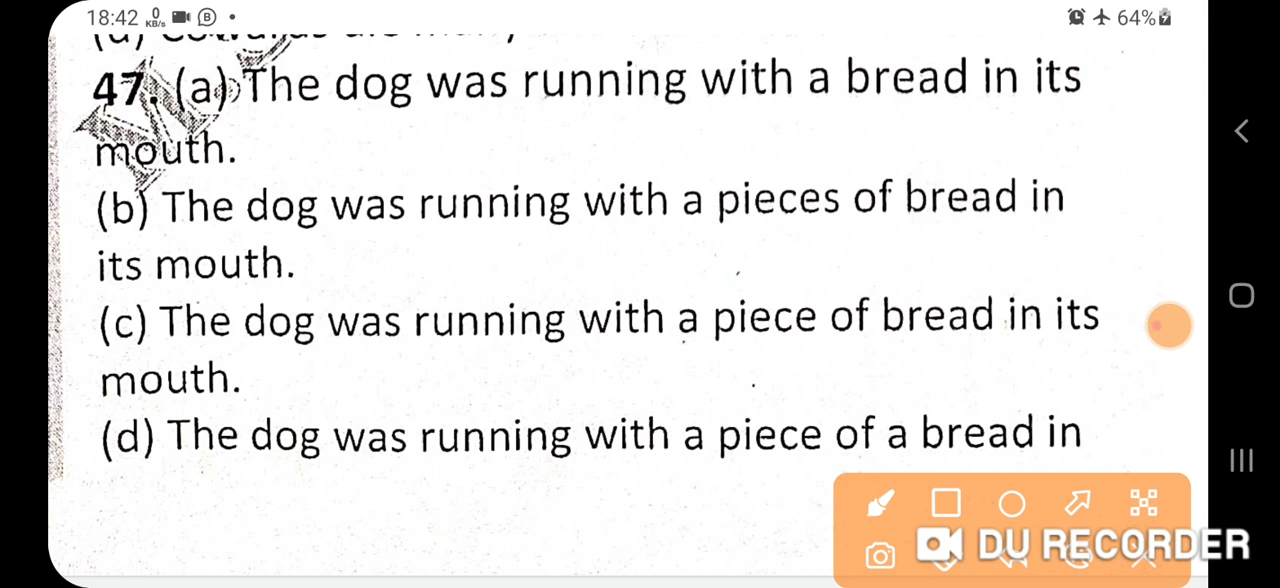 18:42 0 KB/s B 64%
47. (a) The dog was running with a bread in its
mouth.
(b) The dog was running with a pieces of bread in
its mouth.
(c) The dog was running with a piece of bread in its
mouth.
(d) The dog was running with a piece of a bread in
DU RECORDER